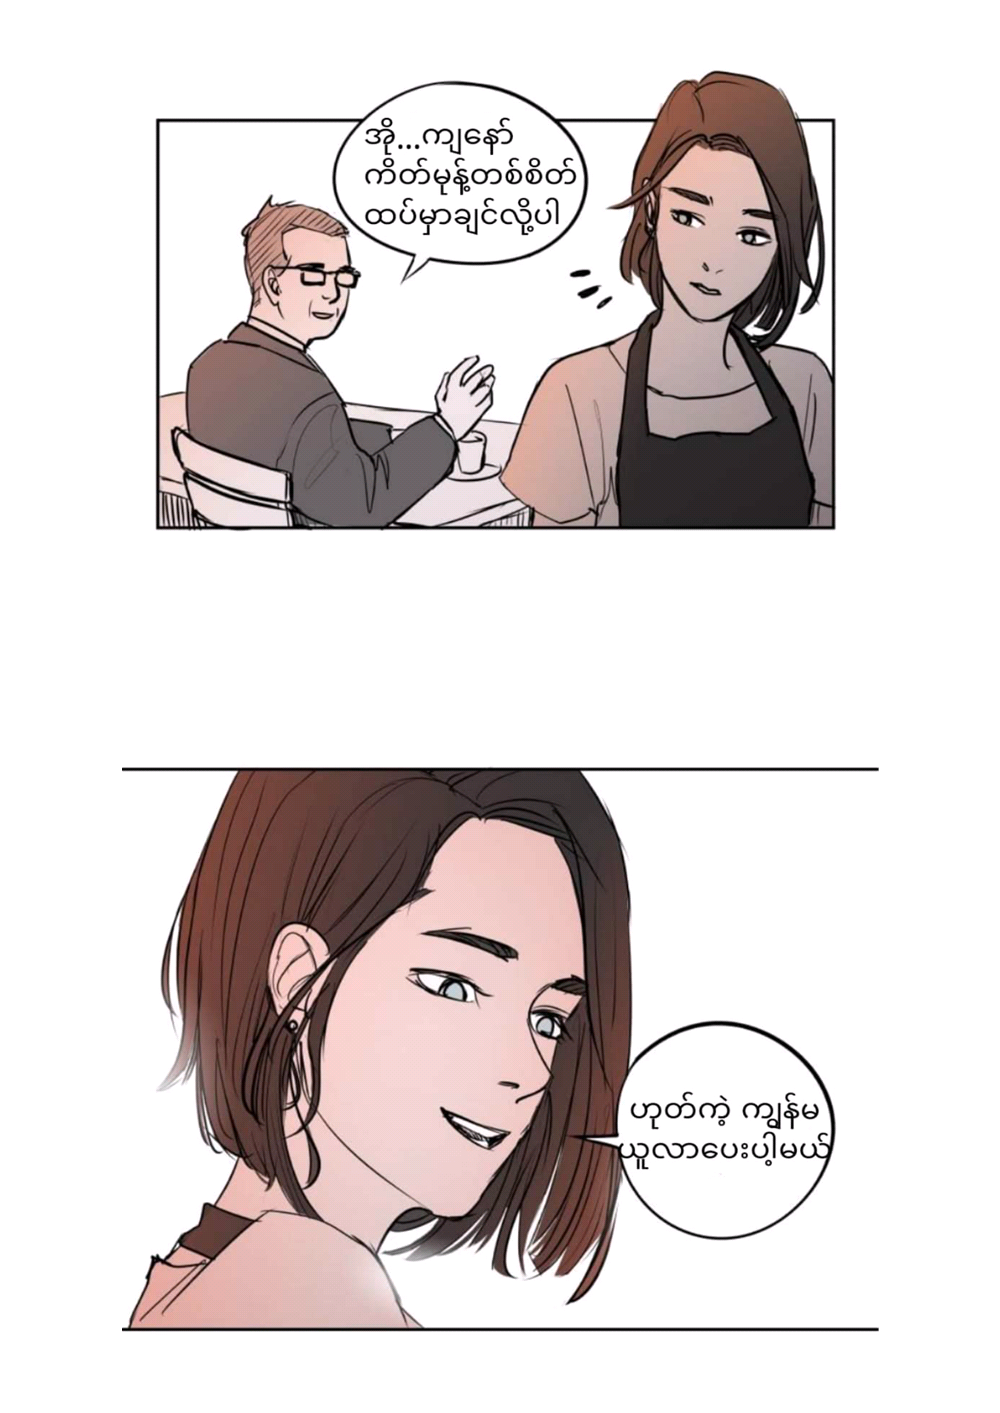 အို...ကျနော်
ကိတ်မုန့်တစ်စိတ်
ထပ်မှာချင်လို့ပါ
ဟုတ်ကဲ့ ကျွန်မ
ယူလာပေးပါ့မယ်